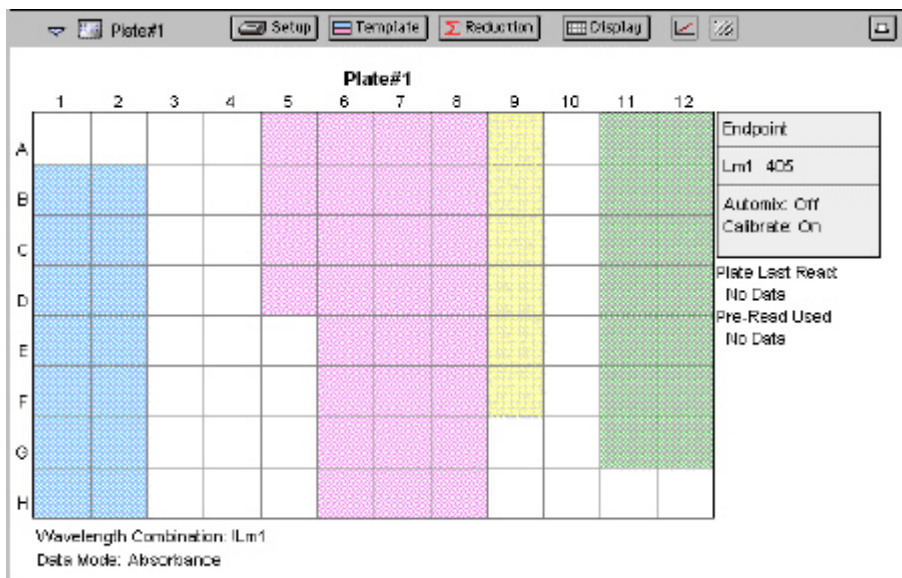 Plate#1 Setup Template Reduction Display
Plate#1
1 2 3 4 5 6 7 8 9 10 11 12
A
B
C
D
E
F
G
H
Endpoint
Lm1 405
Automix: Off
Calibrate: On
Plate Last Read:
No Data
Pre-Read Used
No Data
Wavelength Combination: !Lm1
Data Mode: Absorbance